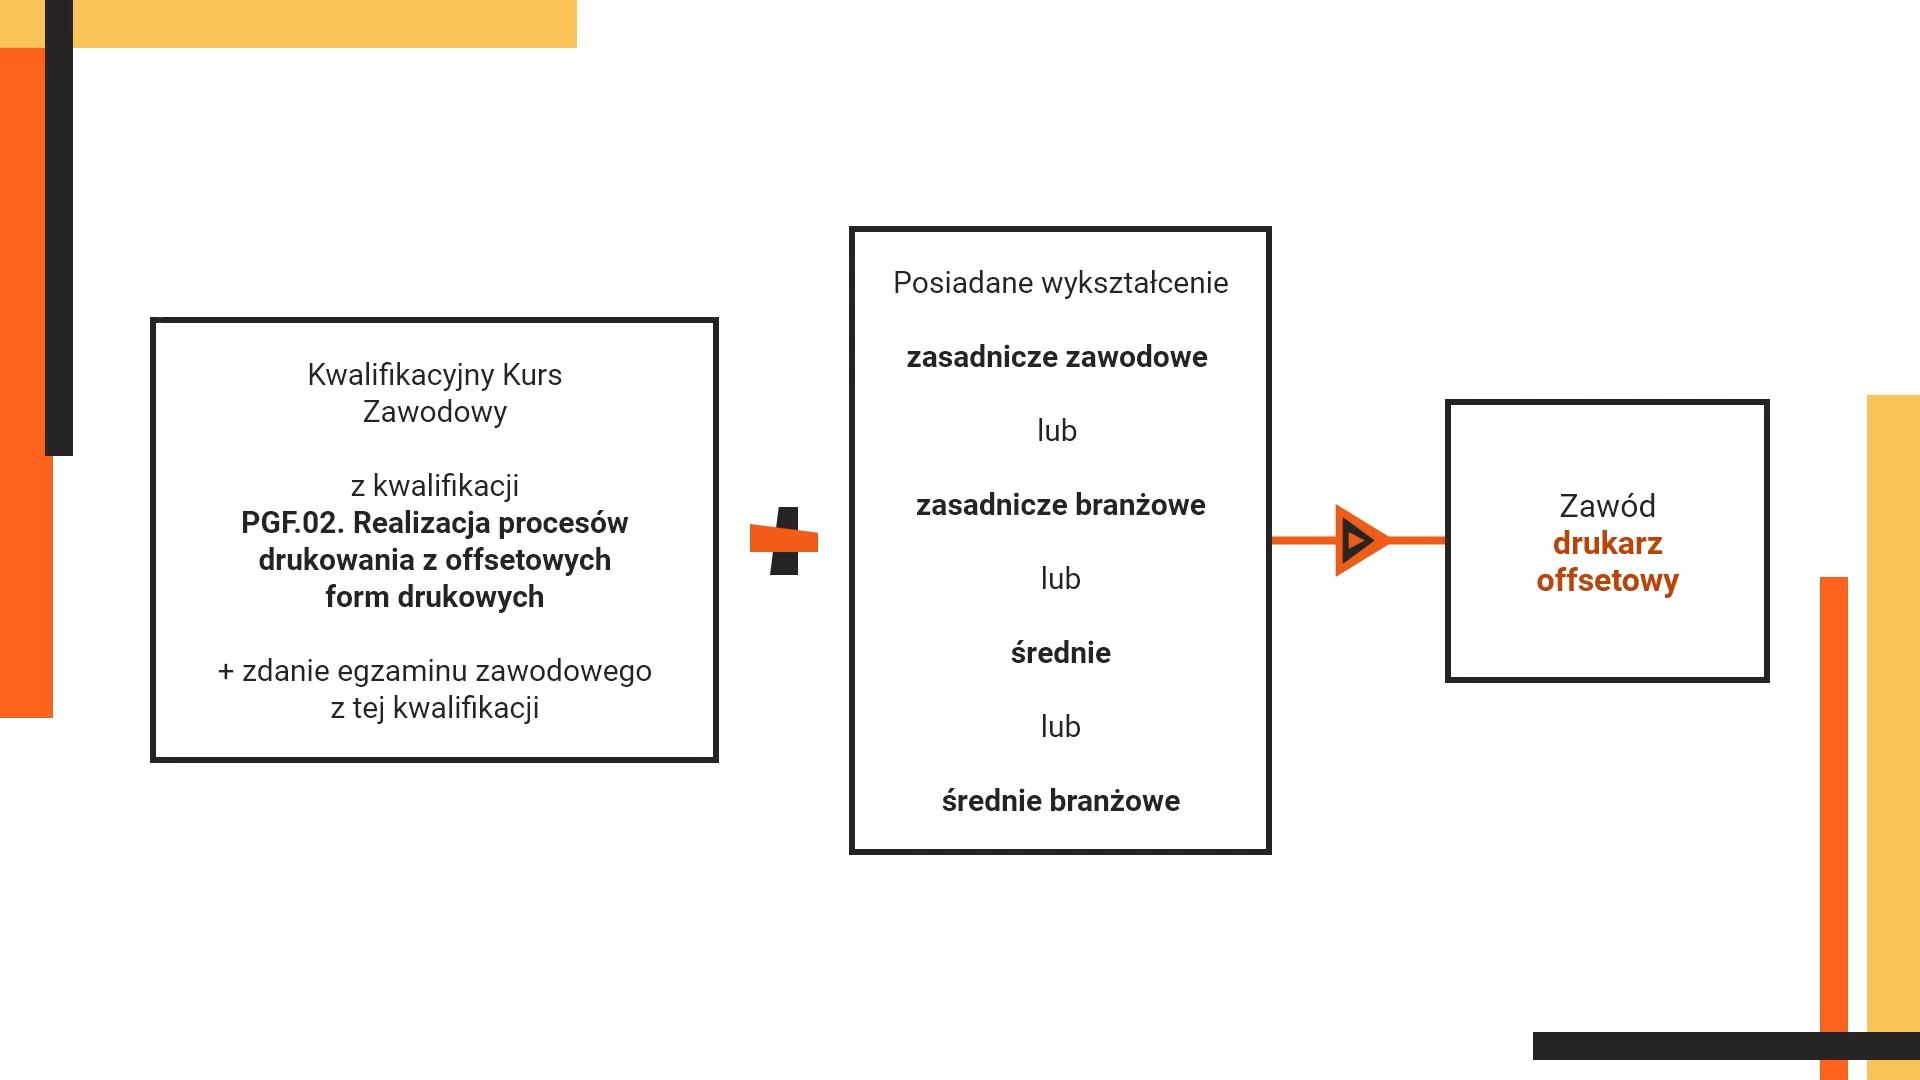 Kwalifikacyjny Kurs
Zawodowy
z kwalifikacji
PGF.02. Realizacja procesów
drukowania z offsetowych
form drukowych
+ zdanie egzaminu zawodowego
z tej kwalifikacji
Posiadane wykształcenie
zasadnicze zawodowe
lub
zasadnicze branżowe
lub
średnie
lub
średnie branżowe
Zawód
drukarz
offsetowy